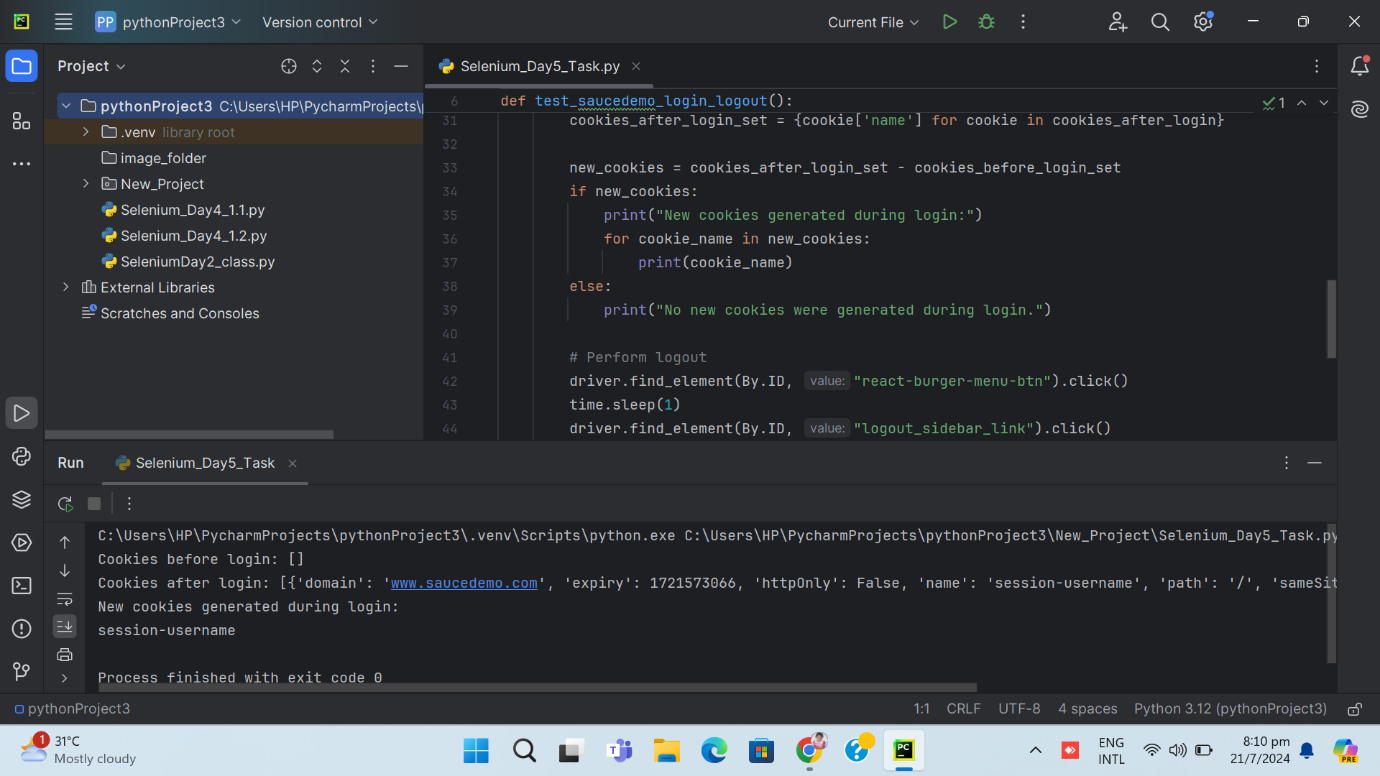 PC
PP pythonProject3 Version control Current File
Project
Selenium_Day5_Task.py
pythonProject3 C:\Users\HP\PycharmProjects\
.venv library root
image_folder
New_Project
Selenium_Day4_1.1.py
Selenium_Day4_1.2.py
SeleniumDay2_class.py
External Libraries
Scratches and Consoles
6 def test_saucedemo_login_logout(): 1
31 cookies_after_login_set = {cookie['name'] for cookie in cookies_after_login}
32
33 new_cookies = cookies_after_login_set - cookies_before_login_set
34 if new_cookies:
35 print("New cookies generated during login:")
36 for cookie_name in new_cookies:
37 print(cookie_name)
38 else:
39 print("No new cookies were generated during login.")
40
41 # Perform logout
42 driver.find_element(By.ID, value: "react-burger-menu-btn").click()
43 time.sleep(1)
44 driver.find_element(By.ID, value: "logout_sidebar_link").click()
Run Selenium_Day5_Task
C:\Users\HP\PycharmProjects\pythonProject3\.venv\Scripts\python.exe C:\Users\HP\PycharmProjects\pythonProject3\New_Project\Selenium_Day5_Task.py
Cookies before login: []
Cookies after login: [{'domain': 'www.saucedemo.com', 'expiry': 1721573066, 'httpOnly': False, 'name': 'session-username', 'path': '/', 'sameSit
New cookies generated during login:
session-username
Process finished with exit code 0
pythonProject3 1:1 CRLF UTF-8 4 spaces Python 3.12 (pythonProject3)
1 31°C
Mostly cloudy
PC
ENG
INTL
8:10 pm
21/7/2024
PRE